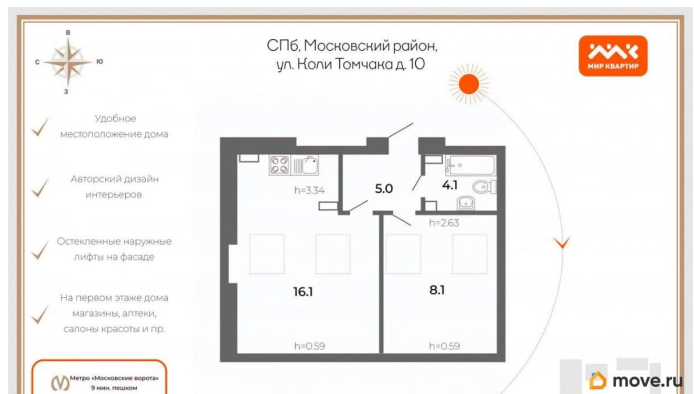 СПб, Московский район,
ул. Коли Томчака д. 10
МИР КВАРТИР
В
С
Ю
З
Удобное
местоположение дома
Авторский дизайн
интерьеров
Остекленные наружные
лифты на фасаде
На первом этаже дома
магазины, аптеки,
салоны красоты и пр.
Метро «Московские ворота»
9 мин. пешком
h=3.34
5.0
4.1
h=2.63
16.1
8.1
h=0.59
h=0.59
move.ru